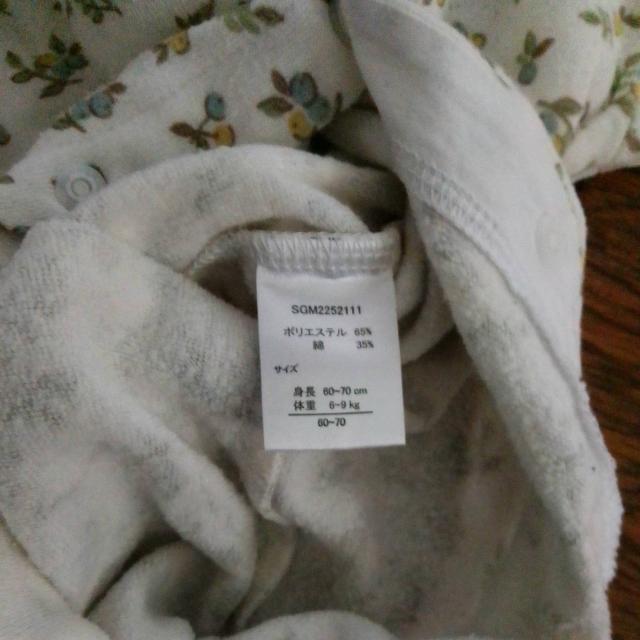 SGM2252111
ポリエステル 65%
綿 35%
サイズ
身長 60~70 cm
体重 6~9 kg
60~70